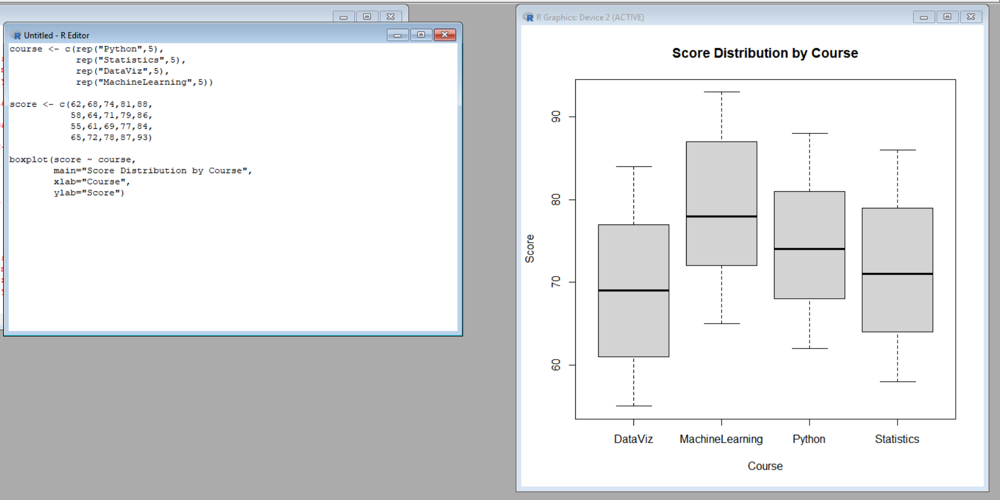 Untitled - R Editor
course <- c(rep("Python",5),
            rep("Statistics",5),
            rep("DataViz",5),
            rep("MachineLearning",5))
score <- c(62,68,74,81,88,
           58,64,71,79,86,
           55,61,69,77,84,
           65,72,78,87,93)
boxplot(score ~ course,
        main="Score Distribution by Course",
        xlab="Course",
        ylab="Score")
R Graphics: Device 2 (ACTIVE)
Score Distribution by Course
90
80
70
60
Score
DataViz MachineLearning Python Statistics
Course